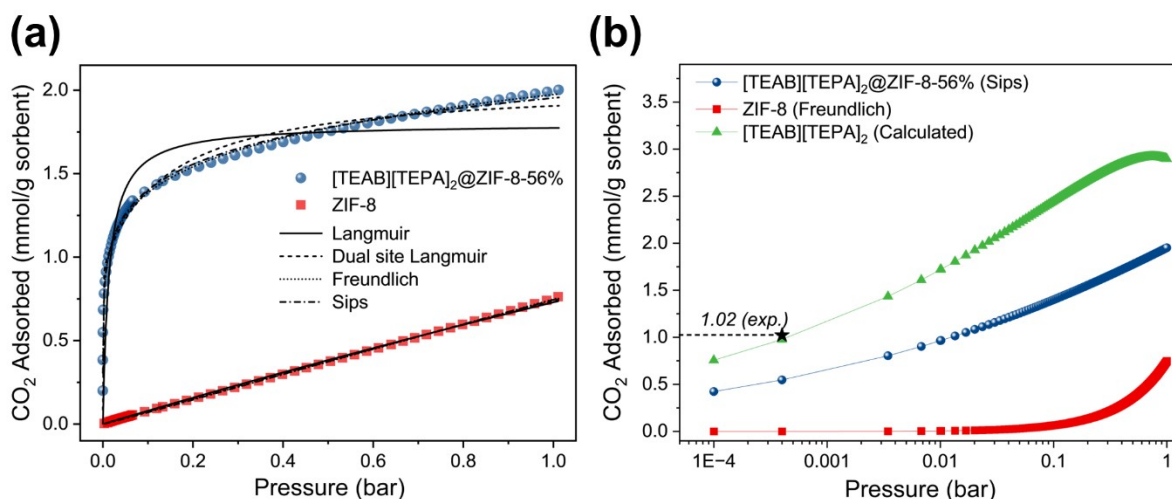 (a)
2.0
1.5
1.0
0.5
0.0
CO₂ Adsorbed (mmol/g sorbent)
[TEAB][TEPA]₂@ZIF-8-56%
ZIF-8
Langmuir
Dual site Langmuir
Freundlich
Sips
0.0 0.2 0.4 0.6 0.8 1.0
Pressure (bar)
(b)
3.5
3.0
2.5
2.0
1.5
1.0
0.5
0.0
CO₂ Adsorbed (mmol/g sorbent)
[TEAB][TEPA]₂@ZIF-8-56% (Sips)
ZIF-8 (Freundlich)
[TEAB][TEPA]₂ (Calculated)
1.02 (exp.)
1E-4 0.001 0.01 0.1 1
Pressure (bar)